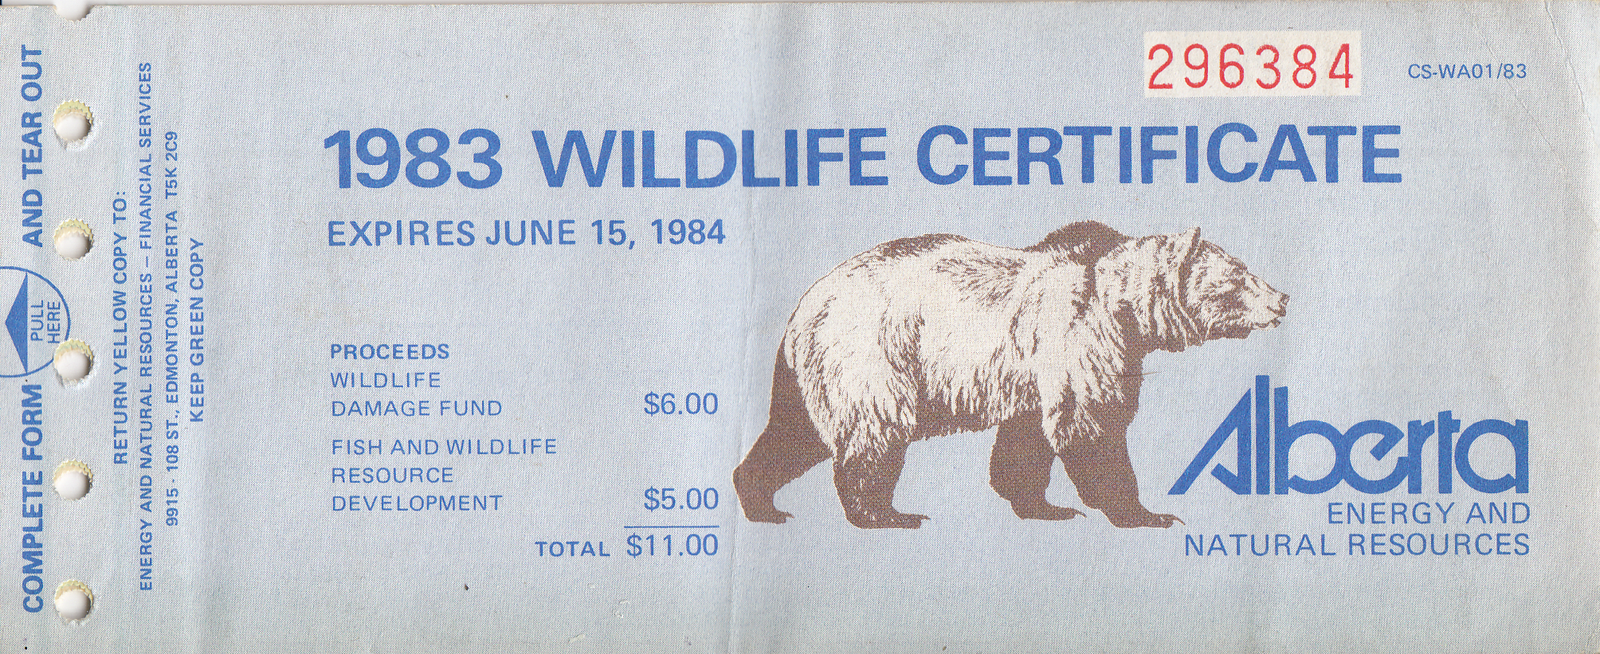 296384
CS-WA01/83
1983 WILDLIFE CERTIFICATE
EXPIRES JUNE 15, 1984
PROCEEDS
WILDLIFE
DAMAGE FUND $6.00
FISH AND WILDLIFE
RESOURCE
DEVELOPMENT $5.00
TOTAL $11.00
Alberta
ENERGY AND
NATURAL RESOURCES
COMPLETE FORM AND TEAR OUT
PULL
HERE
RETURN YELLOW COPY TO:
ENERGY AND NATURAL RESOURCES – FINANCIAL SERVICES
9915 - 108 ST., EDMONTON, ALBERTA T5K 2C9
KEEP GREEN COPY